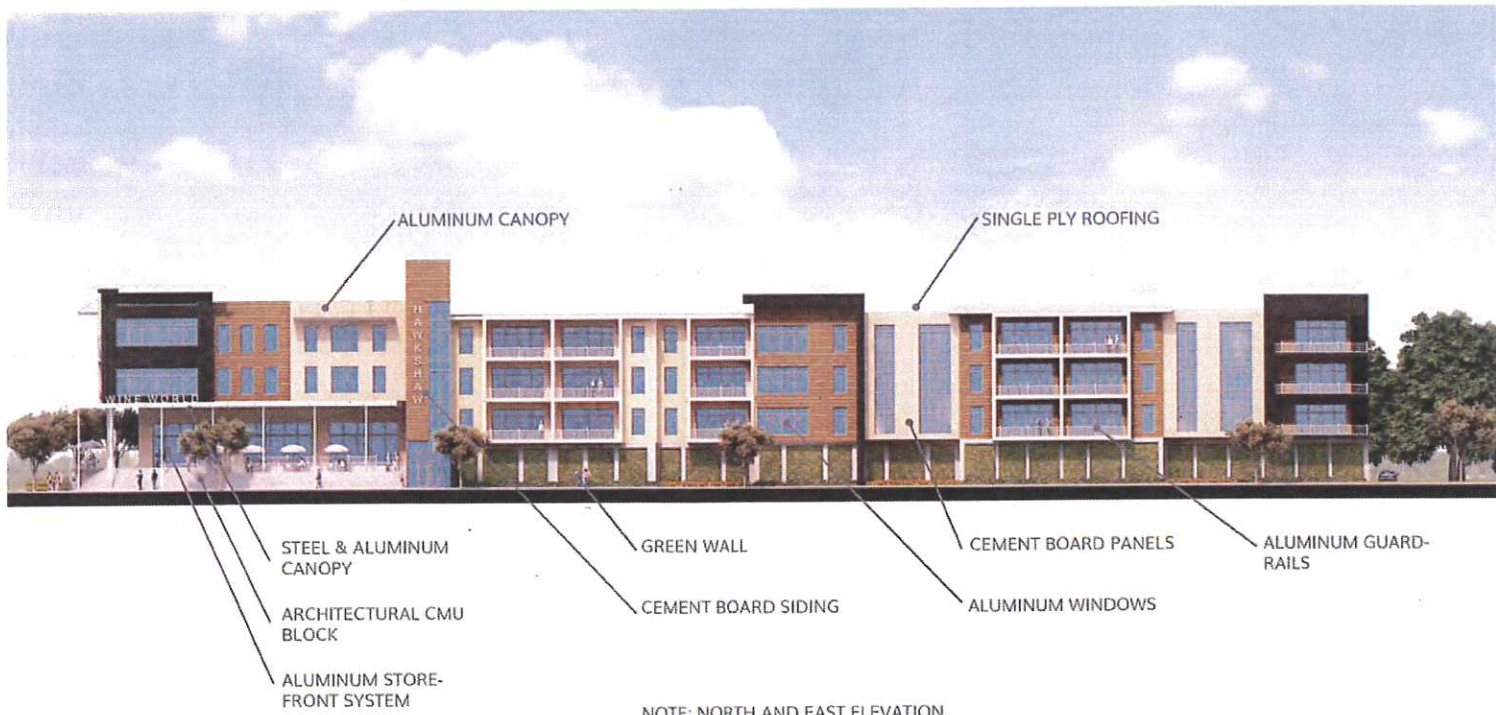 ALUMINUM CANOPY
SINGLE PLY ROOFING
HAWKSHAW
WINE WORLD
STEEL & ALUMINUM
CANOPY
GREEN WALL
CEMENT BOARD PANELS
ALUMINUM GUARD-
RAILS
ARCHITECTURAL CMU
BLOCK
CEMENT BOARD SIDING
ALUMINUM WINDOWS
ALUMINUM STORE-
FRONT SYSTEM
NOTE: NORTH AND EAST ELEVATION